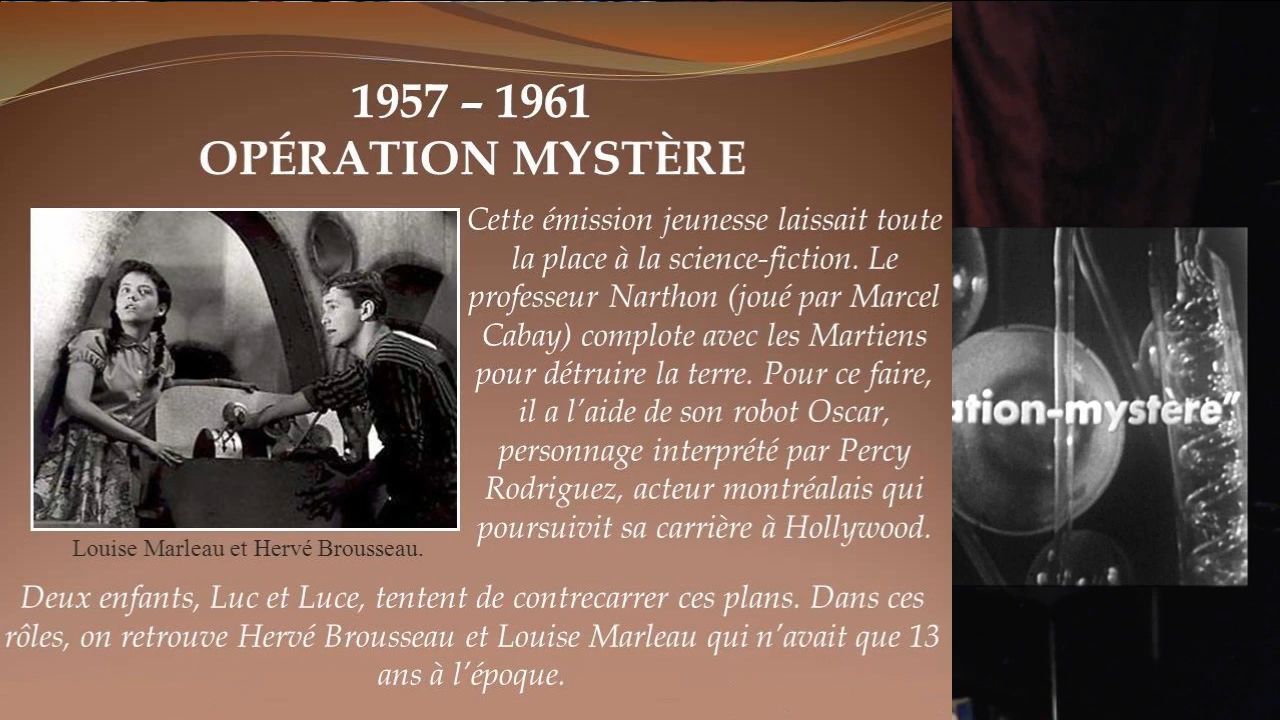 1957 – 1961
OPÉRATION MYSTÈRE
Cette émission jeunesse laissait toute
la place à la science-fiction. Le
professeur Narthon (joué par Marcel
Cabay) complote avec les Martiens
pour détruire la terre. Pour ce faire,
il a l’aide de son robot Oscar,
personnage interprété par Percy
Rodriguez, acteur montréalais qui
poursuivit sa carrière à Hollywood.
Louise Marleau et Hervé Brousseau.
Deux enfants, Luc et Luce, tentent de contrecarrer ces plans. Dans ces
rôles, on retrouve Hervé Brousseau et Louise Marleau qui n’avait que 13
ans à l’époque.
ation-mystère”